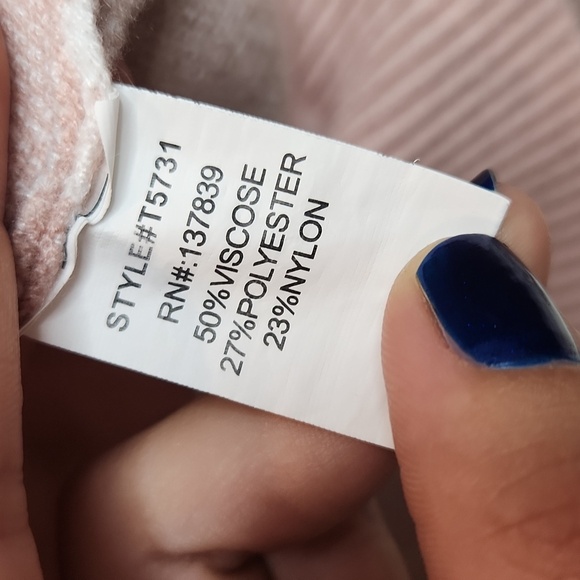 STYLE#T5731
RN#:137839
50%VISCOSE
27%POLYESTER
23%NYLON